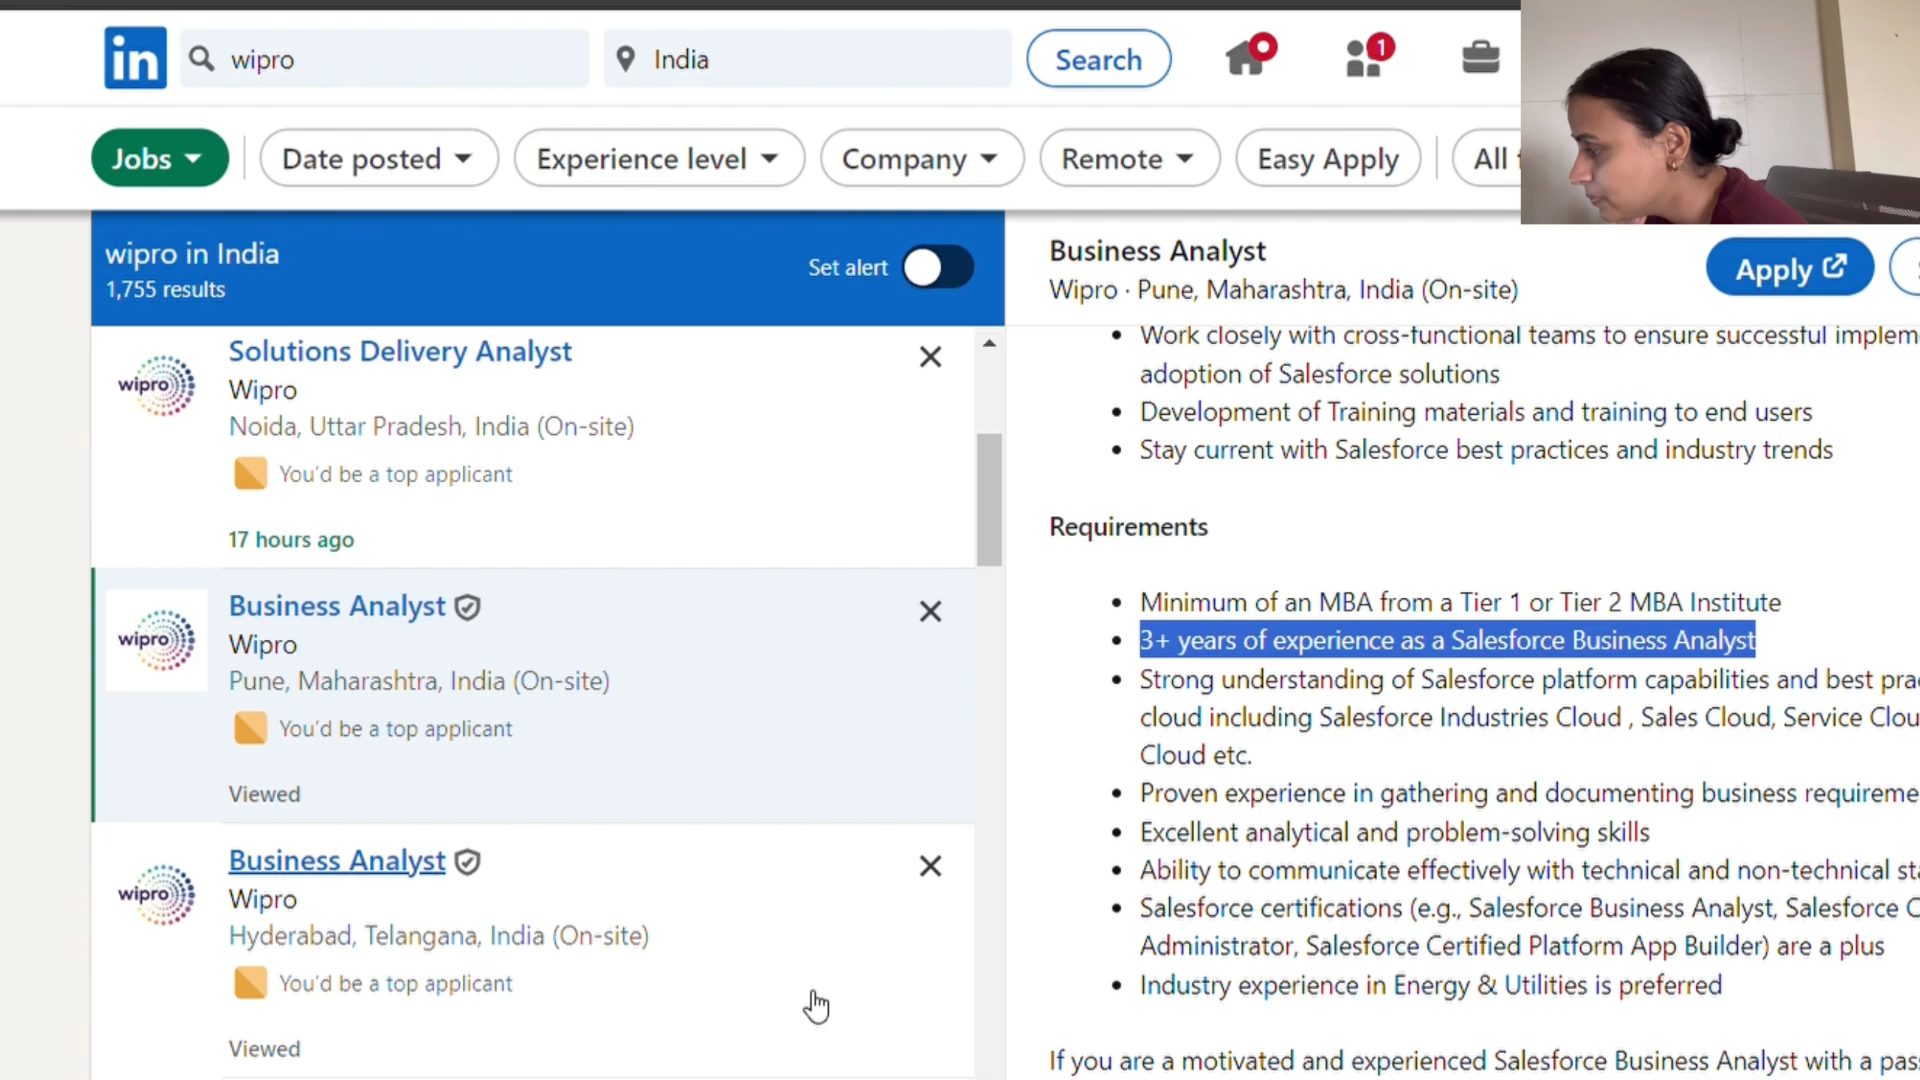 in
wipro
India
Search
1
Jobs
Date posted
Experience level
Company
Remote
Easy Apply
All
wipro in India
1,755 results
Set alert
wipro
Solutions Delivery Analyst
Wipro
Noida, Uttar Pradesh, India (On-site)
You'd be a top applicant
17 hours ago
wipro
Business Analyst
Wipro
Pune, Maharashtra, India (On-site)
You'd be a top applicant
Viewed
wipro
Business Analyst
Wipro
Hyderabad, Telangana, India (On-site)
You'd be a top applicant
Viewed
Business Analyst
Wipro · Pune, Maharashtra, India (On-site)
Apply
• Work closely with cross-functional teams to ensure successful implem
adoption of Salesforce solutions
• Development of Training materials and training to end users
• Stay current with Salesforce best practices and industry trends
Requirements
• Minimum of an MBA from a Tier 1 or Tier 2 MBA Institute
• 3+ years of experience as a Salesforce Business Analyst
• Strong understanding of Salesforce platform capabilities and best prac
cloud including Salesforce Industries Cloud , Sales Cloud, Service Clou
Cloud etc.
• Proven experience in gathering and documenting business requireme
• Excellent analytical and problem-solving skills
• Ability to communicate effectively with technical and non-technical sta
• Salesforce certifications (e.g., Salesforce Business Analyst, Salesforce C
Administrator, Salesforce Certified Platform App Builder) are a plus
• Industry experience in Energy & Utilities is preferred
If you are a motivated and experienced Salesforce Business Analyst with a pas